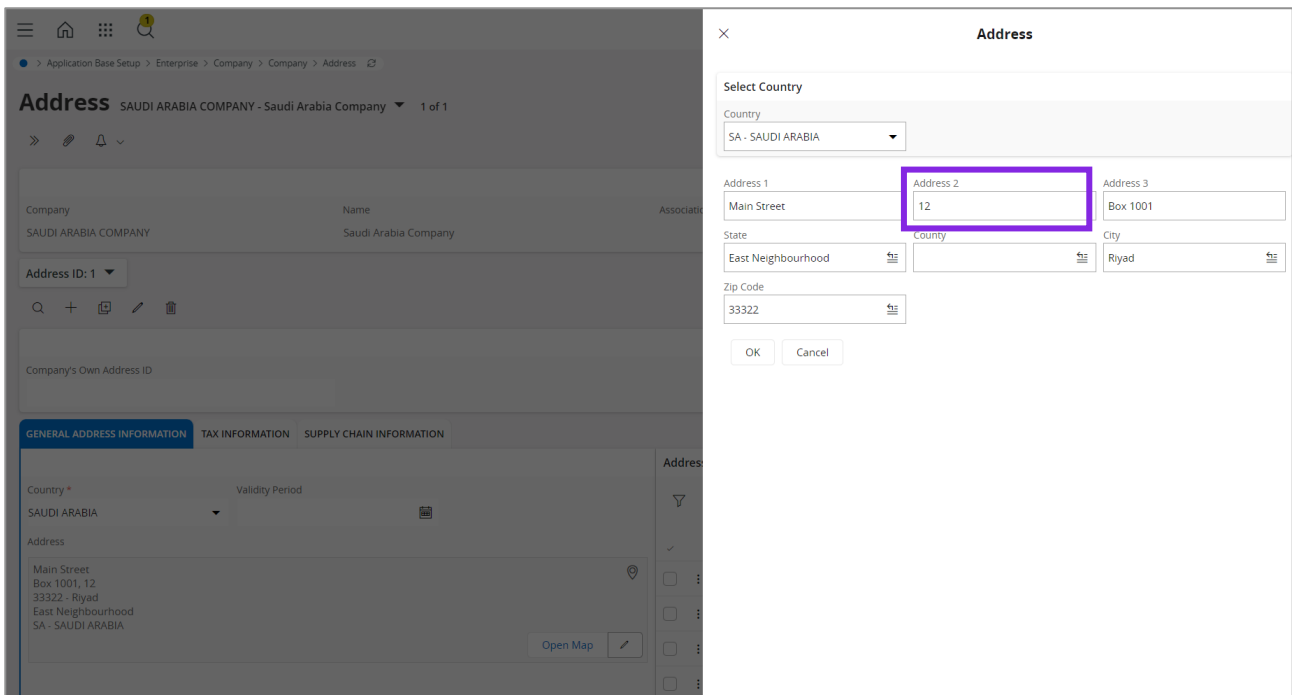 1
> Application Base Setup > Enterprise > Company > Company > Address
Address SAUDI ARABIA COMPANY - Saudi Arabia Company 1 of 1
Company
Name
SAUDI ARABIA COMPANY
Saudi Arabia Company
Address ID: 1
Company's Own Address ID
GENERAL ADDRESS INFORMATION TAX INFORMATION SUPPLY CHAIN INFORMATION
Country *
Validity Period
SAUDI ARABIA
Address
Main Street
Box 1001, 12
33322 - Riyad
East Neighbourhood
SA - SAUDI ARABIA
Open Map
Address
Select Country
Country
SA - SAUDI ARABIA
Address 1
Address 2
Address 3
Main Street
12
Box 1001
State
County
City
East Neighbourhood
Riyad
Zip Code
33322
OK
Cancel